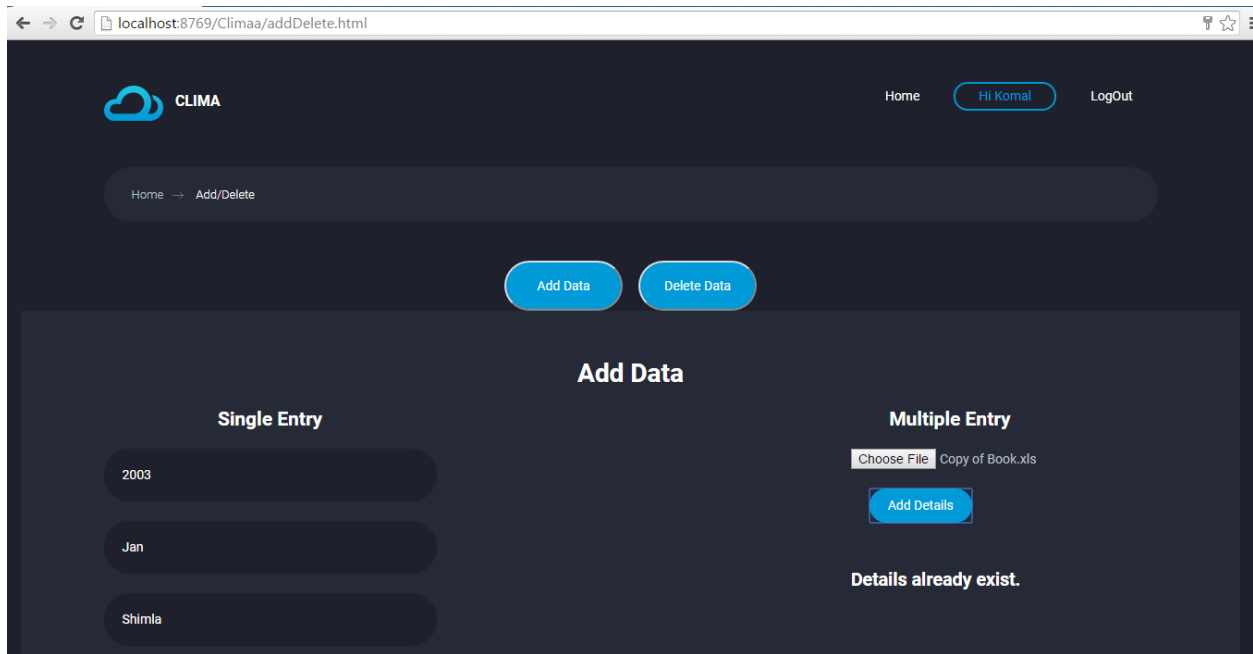 localhost:8769/Climaa/addDelete.html
CLIMA
Home Hi Komal LogOut
Home → Add/Delete
Add Data Delete Data
Add Data
Single Entry
2003
Jan
Shimla
Multiple Entry
Choose File Copy of Book.xls
Add Details
Details already exist.